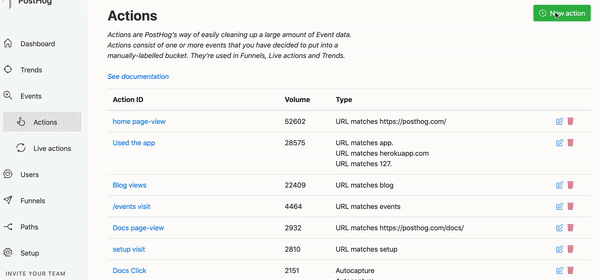 PostHog
Dashboard
Trends
Events
Actions
Live actions
Users
Funnels
Paths
Setup
INVITE YOUR TEAM
Actions
New action
Actions are PostHog's way of easily cleaning up a large amount of Event data.
Actions consist of one or more events that you have decided to put into a
manually-labelled bucket. They're used in Funnels, Live actions and Trends.
See documentation
Action ID Volume Type
home page-view 52602 URL matches https://posthog.com/
Used the app 28575 URL matches app.
URL matches herokuapp.com
URL matches 127.
Blog views 22409 URL matches blog
/events visit 4464 URL matches events
Docs page-view 2932 URL matches https://posthog.com/docs/
setup visit 2810 URL matches setup
Docs Click 2151 Autocapture